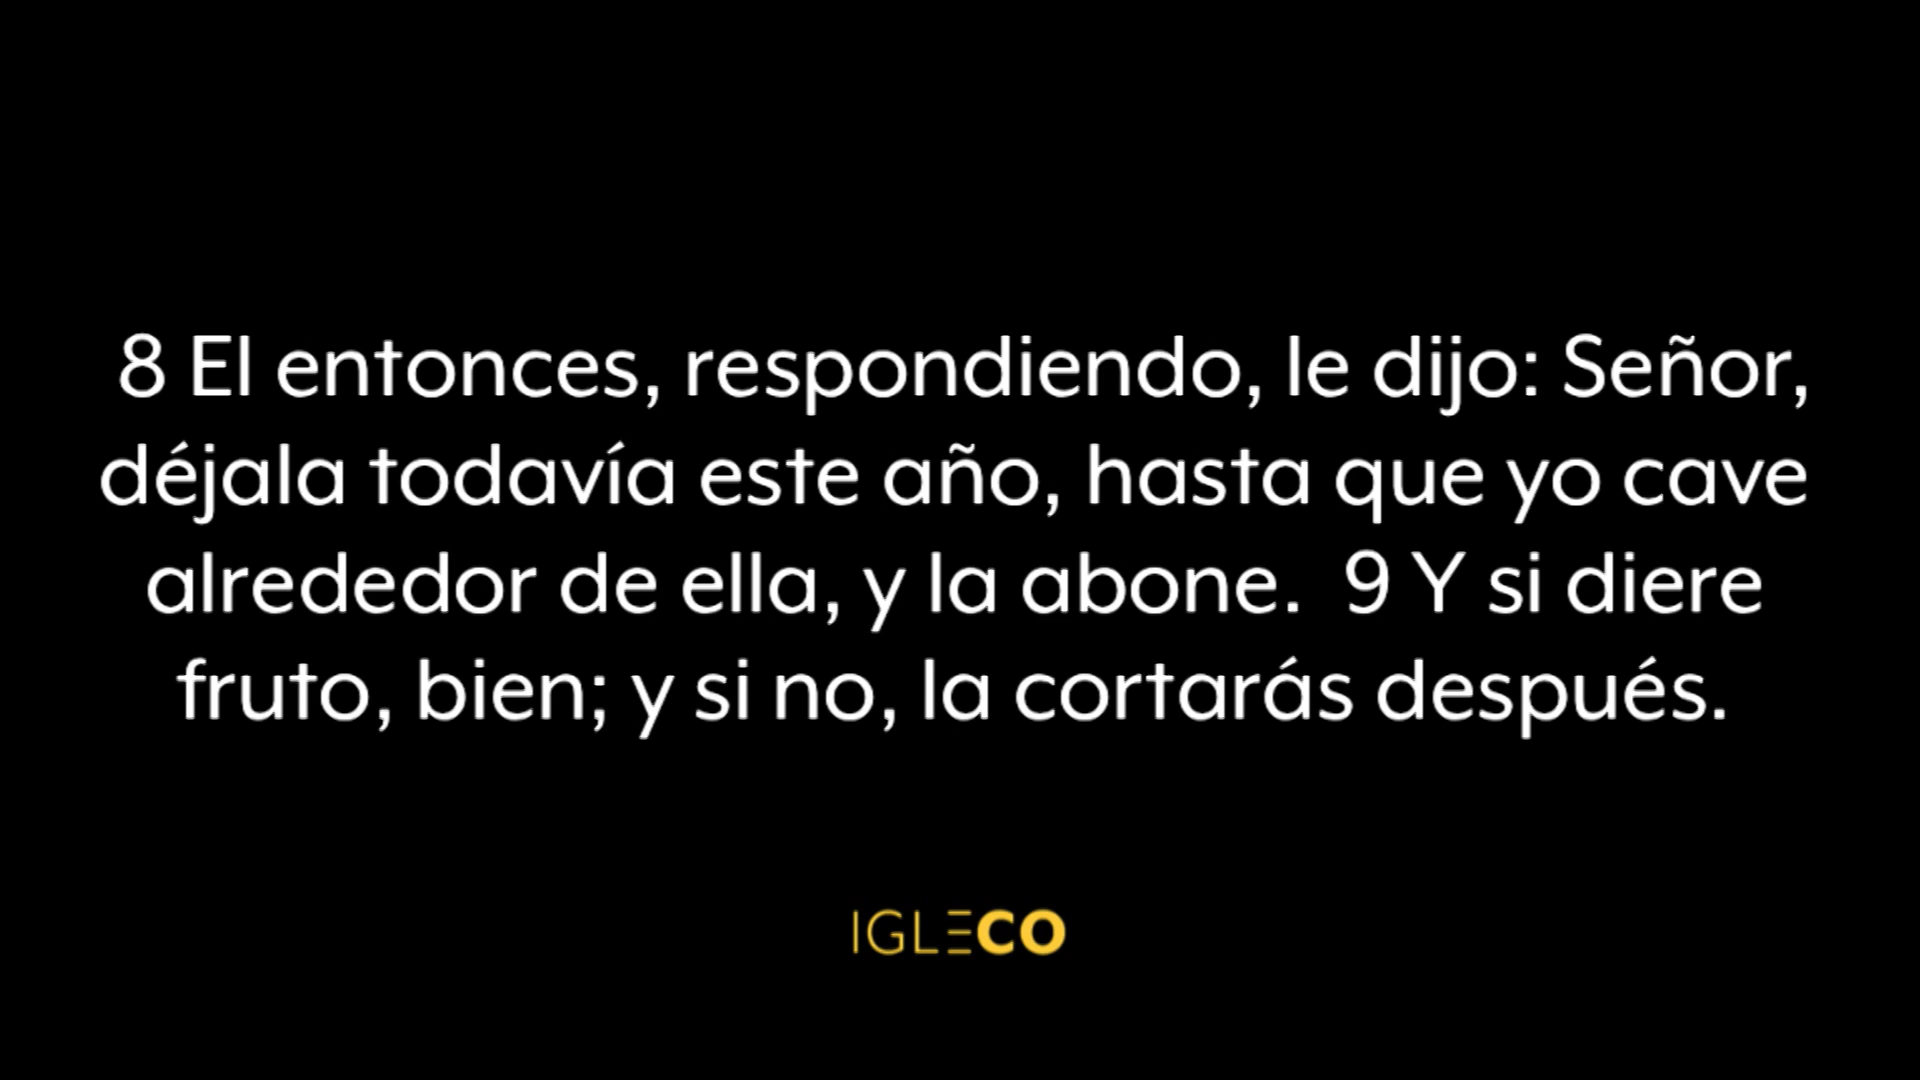 8 El entonces, respondiendo, le dijo: Señor,
déjala todavía este año, hasta que yo cave
alrededor de ella, y la abone.  9 Y si diere
fruto, bien; y si no, la cortarás después.
IGLECO